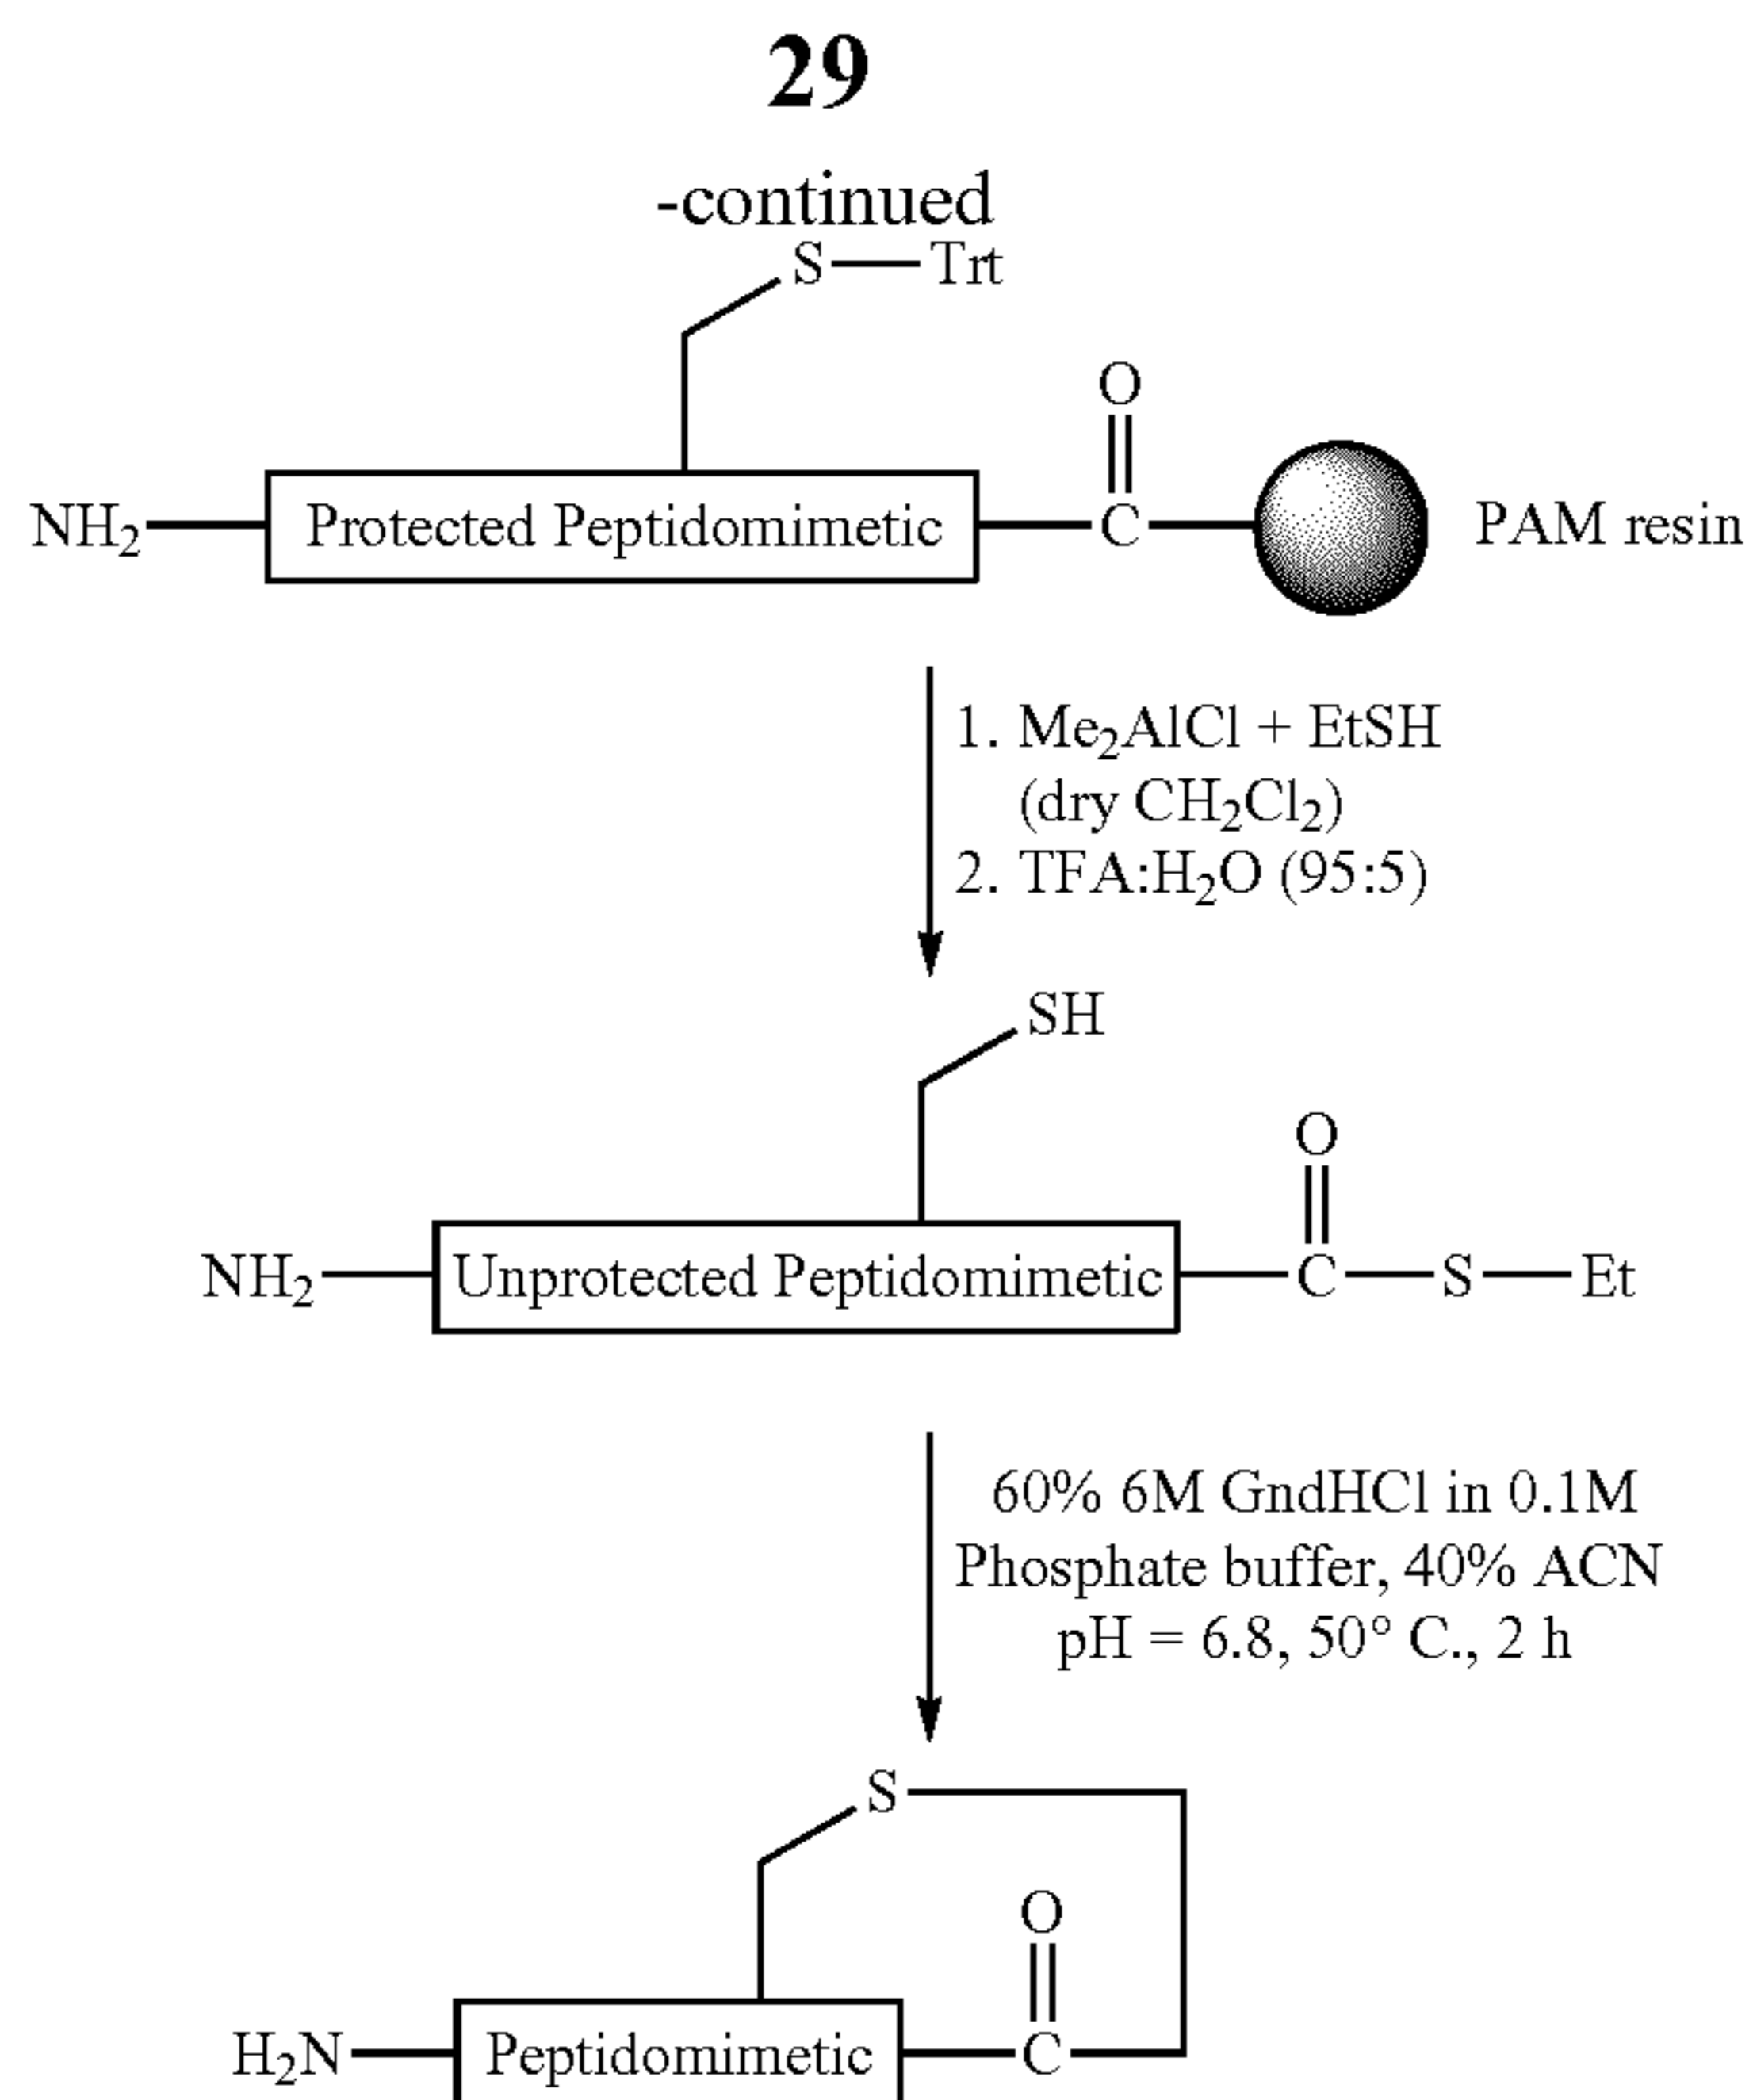 29
-continued
S—Trt
O
NH₂ Protected Peptidomimetic C PAM resin
1. Me₂AlCl + EtSH
(dry CH₂Cl₂)
2. TFA:H₂O (95:5)
SH
O
NH₂ Unprotected Peptidomimetic C S Et
60% 6M GndHCl in 0.1M
Phosphate buffer, 40% ACN
pH = 6.8, 50° C., 2 h
S
O
H₂N Peptidomimetic C